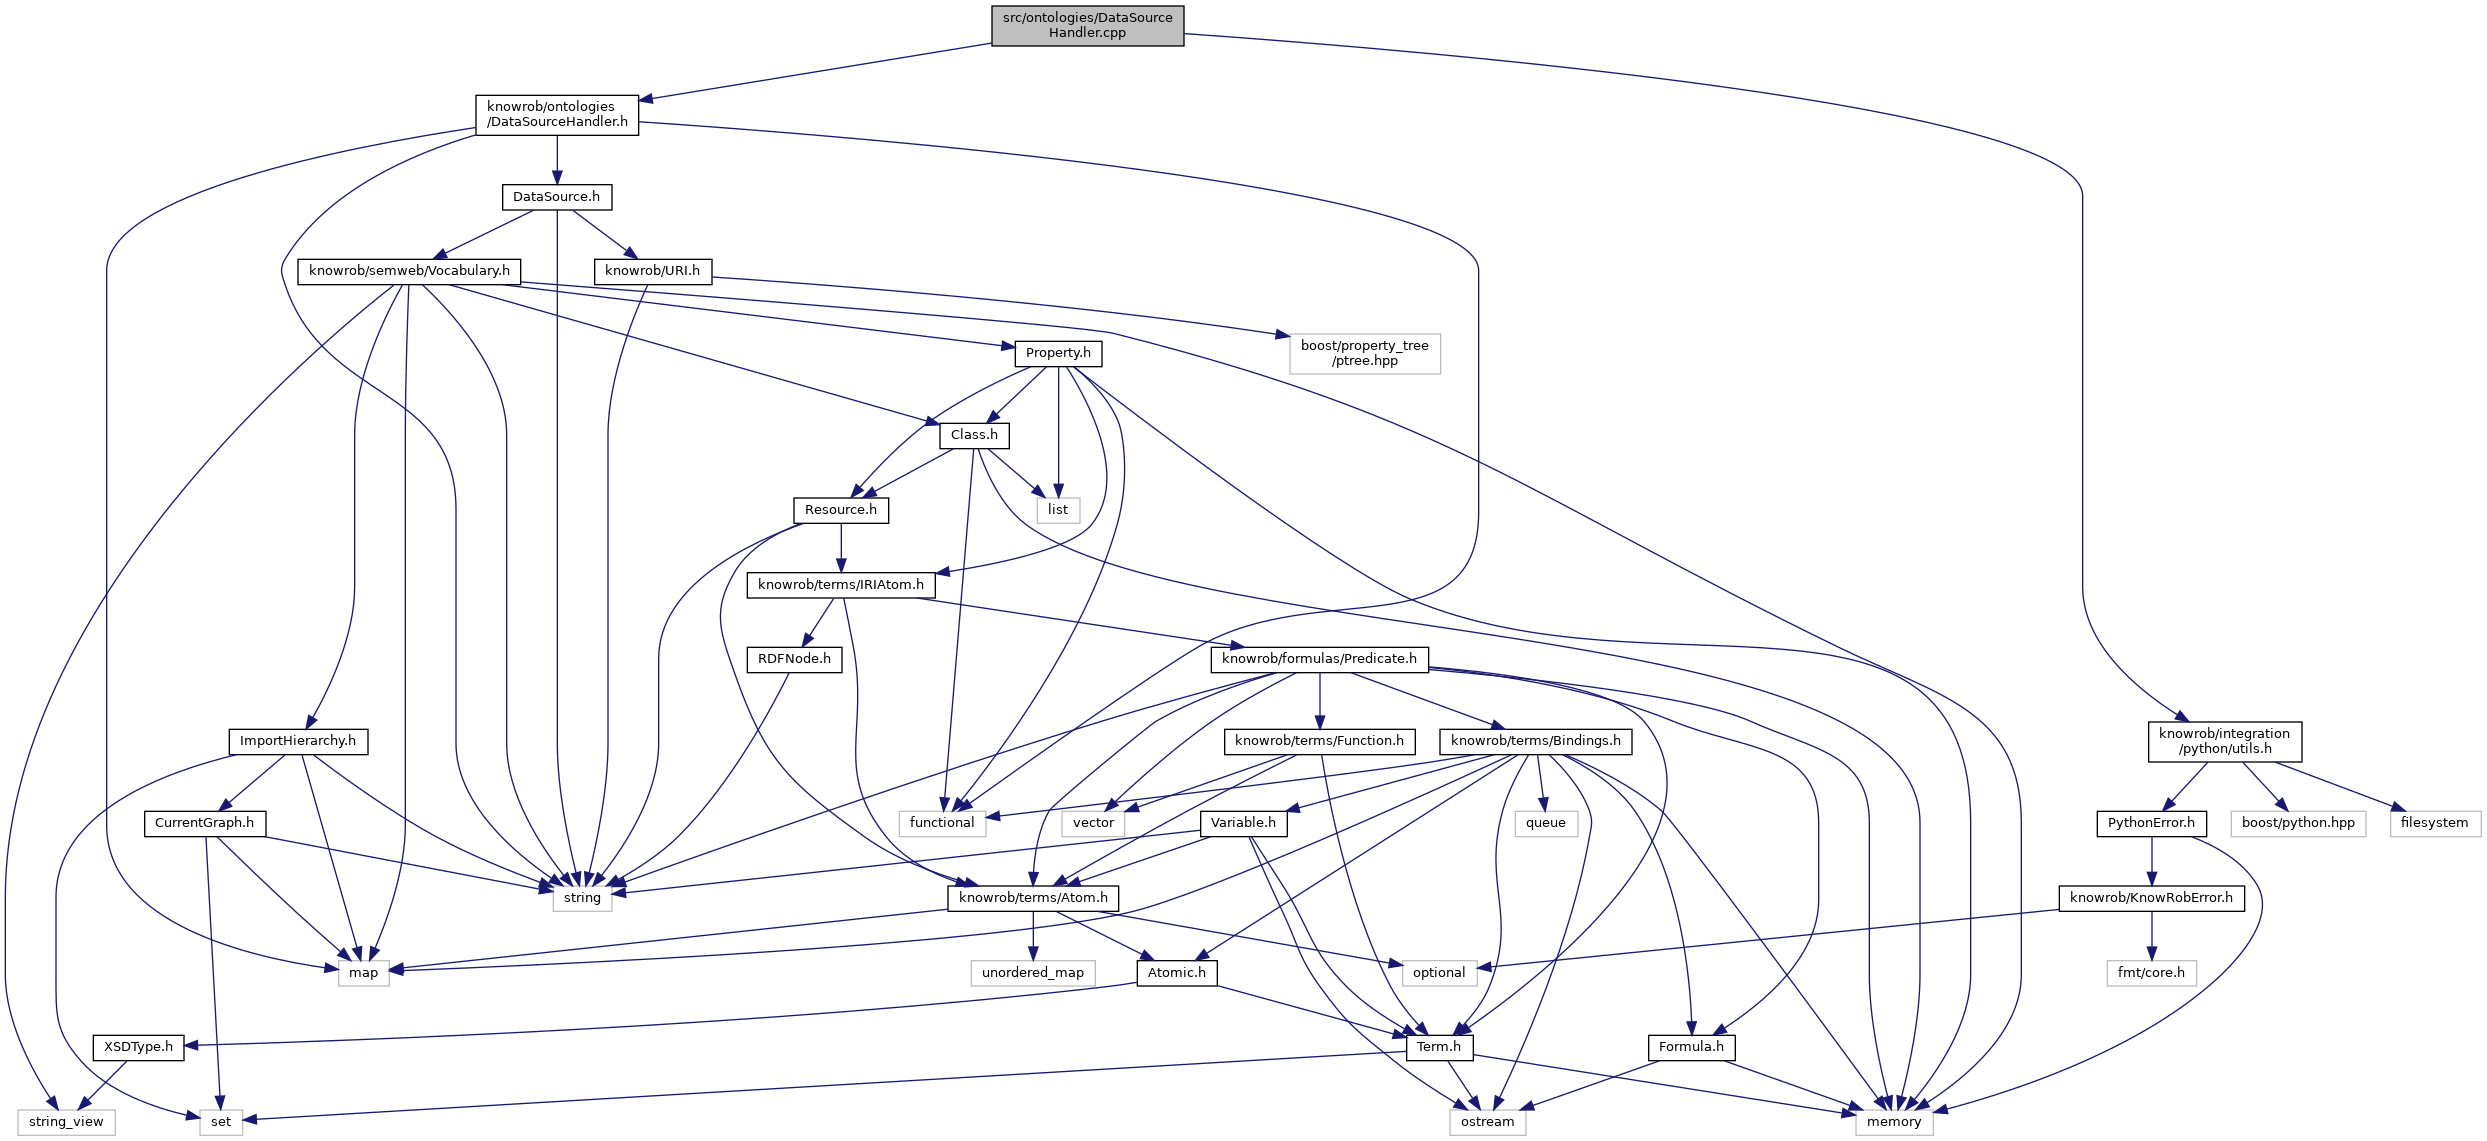 src/ontologies/DataSource
Handler.cpp
knowrob/ontologies
/DataSourceHandler.h
DataSource.h
knowrob/semweb/Vocabulary.h
knowrob/URI.h
boost/property_tree
/ptree.hpp
Property.h
Class.h
Resource.h
list
knowrob/terms/IRIAtom.h
RDFNode.h
knowrob/formulas/Predicate.h
ImportHierarchy.h
knowrob/terms/Function.h
knowrob/terms/Bindings.h
knowrob/integration
/python/utils.h
CurrentGraph.h
functional
vector
Variable.h
queue
PythonError.h
boost/python.hpp
filesystem
string
knowrob/terms/Atom.h
knowrob/KnowRobError.h
map
unordered_map
Atomic.h
optional
fmt/core.h
XSDType.h
Term.h
Formula.h
string_view
set
ostream
memory